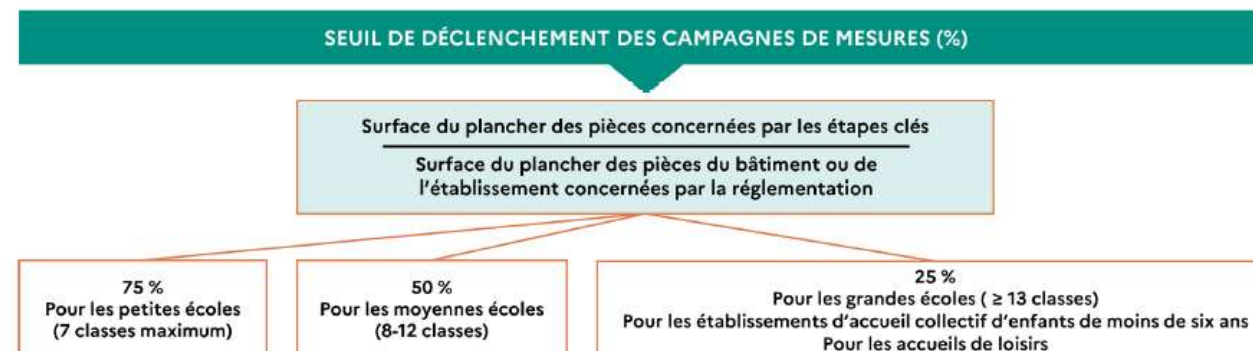 SEUIL DE DÉCLENCHEMENT DES CAMPAGNES DE MESURES (%)
Surface du plancher des pièces concernées par les étapes clés
Surface du plancher des pièces du bâtiment ou de
l'établissement concernées par la réglementation
75 %
Pour les petites écoles
(7 classes maximum)
50 %
Pour les moyennes écoles
(8-12 classes)
25 %
Pour les grandes écoles ( ≥ 13 classes)
Pour les établissements d'accueil collectif d'enfants de moins de six ans
Pour les accueils de loisirs